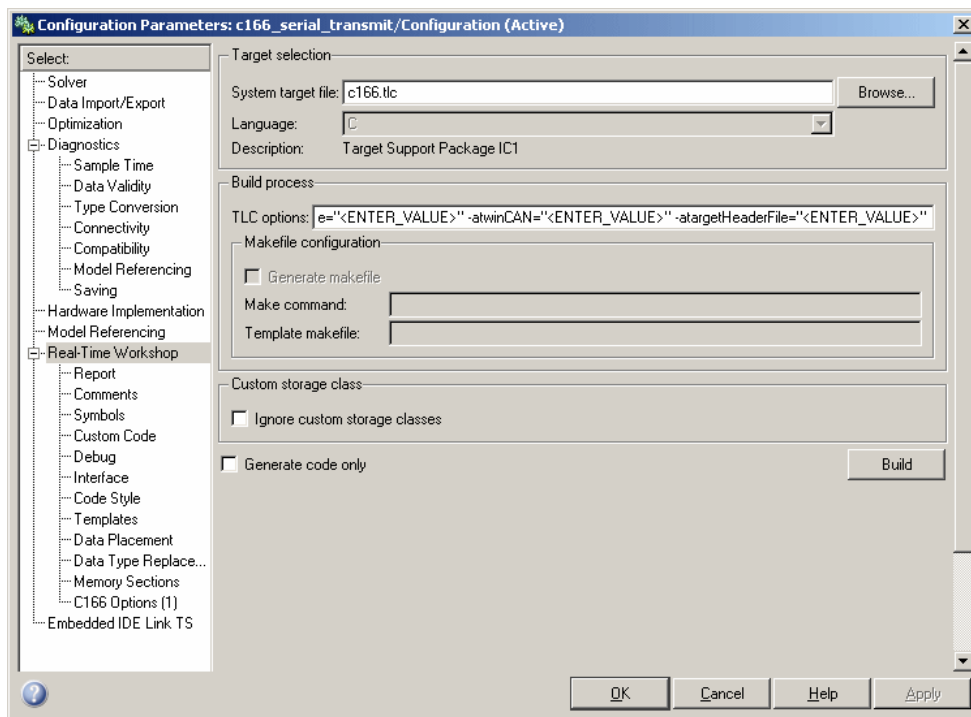 Configuration Parameters: c166_serial_transmit/Configuration (Active)
Select:
Solver
Data Import/Export
Optimization
Diagnostics
Sample Time
Data Validity
Type Conversion
Connectivity
Compatibility
Model Referencing
Saving
Hardware Implementation
Model Referencing
Real-Time Workshop
Report
Comments
Symbols
Custom Code
Debug
Interface
Code Style
Templates
Data Placement
Data Type Replace...
Memory Sections
C166 Options (1)
Embedded IDE Link TS
Target selection
System target file: c166.tlc Browse...
Language: C
Description: Target Support Package IC1
Build process
TLC options: e="<ENTER_VALUE>" -atwinCAN="<ENTER_VALUE>" -atargetHeaderFile="<ENTER_VALUE>"
Makefile configuration
Generate makefile
Make command:
Template makefile:
Custom storage class
Ignore custom storage classes
Generate code only Build
OK Cancel Help Apply